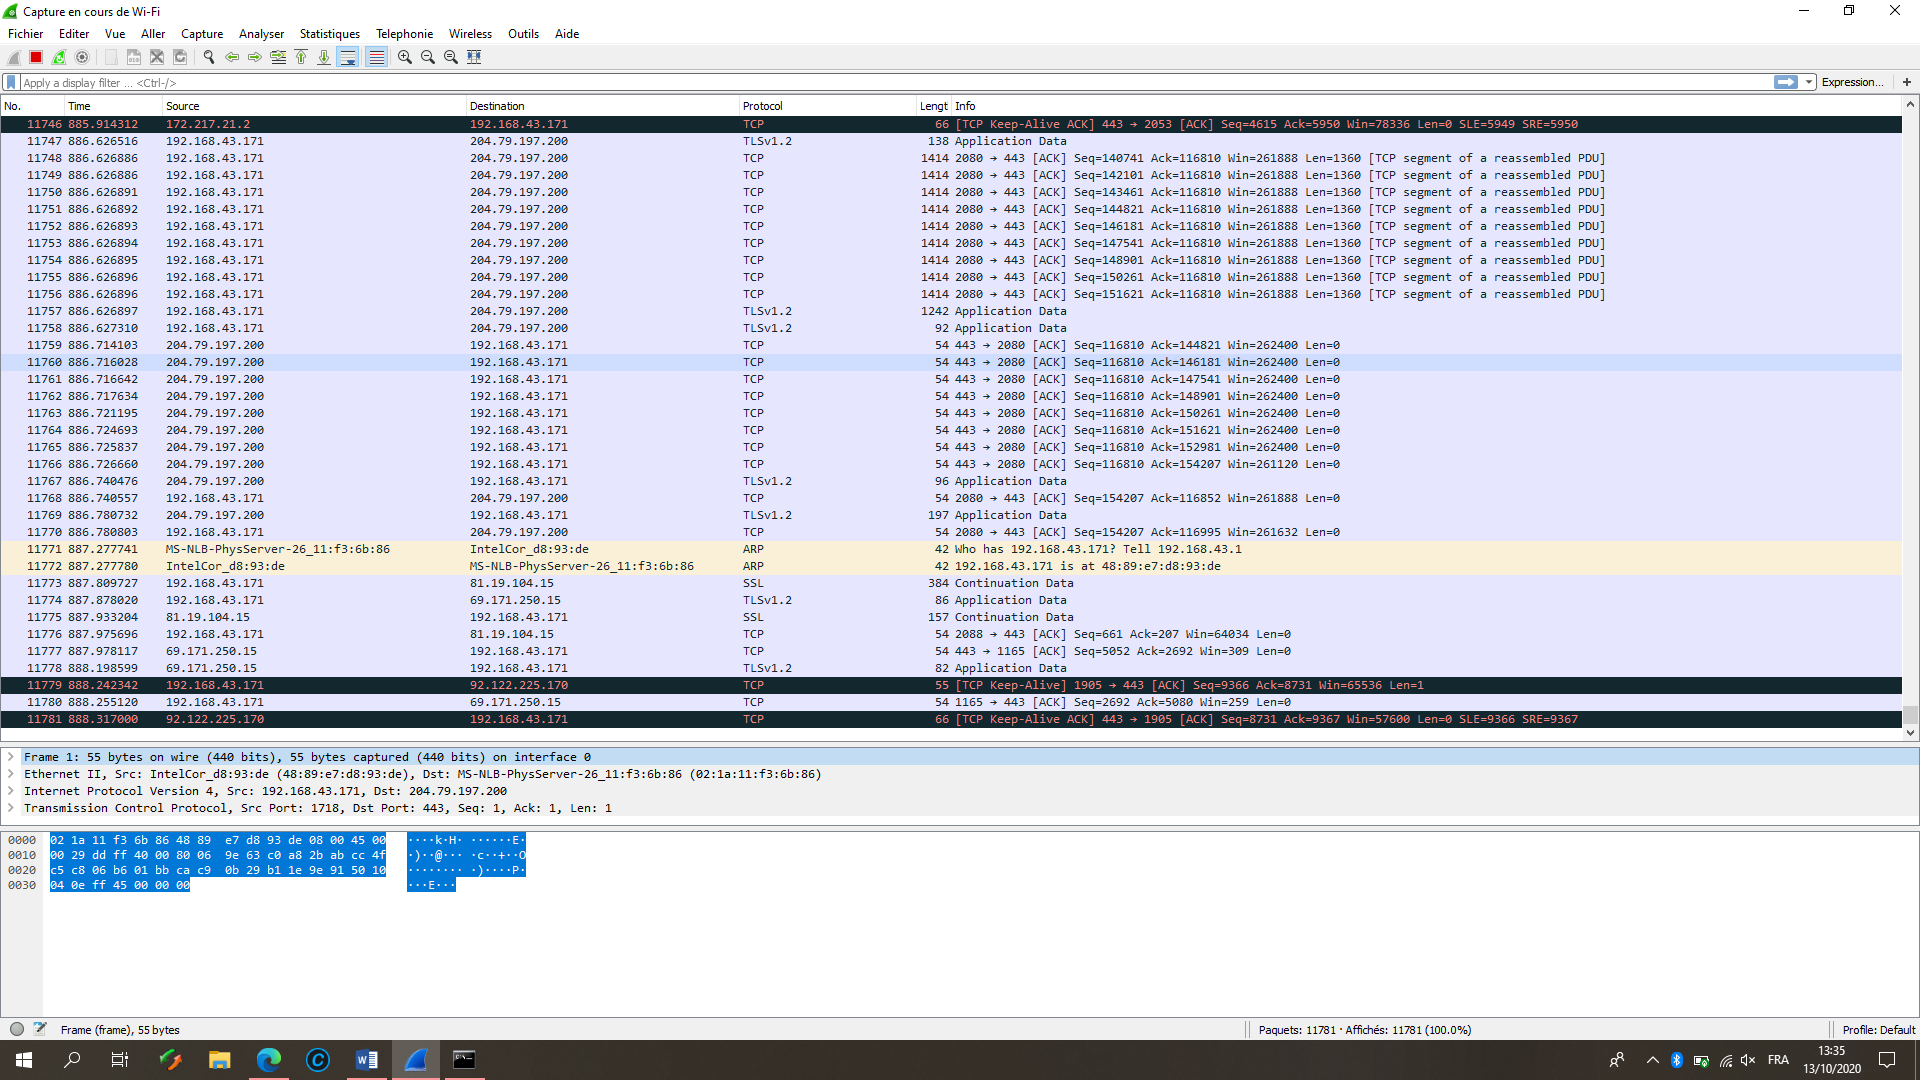 Capture en cours de Wi-Fi
Fichier Editer Vue Aller Capture Analyser Statistiques Telephonie Wireless Outils Aide
Apply a display filter ... <Ctrl-/> Expression... +
No. Time Source Destination Protocol Lengt Info
11746 885.914312 172.217.21.2 192.168.43.171 TCP 66 [TCP Keep-Alive ACK] 443 → 2053 [ACK] Seq=4615 Ack=5950 Win=78336 Len=0 SLE=5949 SRE=5950
11747 886.626516 192.168.43.171 204.79.197.200 TLSv1.2 138 Application Data
11748 886.626886 192.168.43.171 204.79.197.200 TCP 1414 2080 → 443 [ACK] Seq=140741 Ack=116810 Win=261888 Len=1360 [TCP segment of a reassembled PDU]
11749 886.626886 192.168.43.171 204.79.197.200 TCP 1414 2080 → 443 [ACK] Seq=142101 Ack=116810 Win=261888 Len=1360 [TCP segment of a reassembled PDU]
11750 886.626891 192.168.43.171 204.79.197.200 TCP 1414 2080 → 443 [ACK] Seq=143461 Ack=116810 Win=261888 Len=1360 [TCP segment of a reassembled PDU]
11751 886.626892 192.168.43.171 204.79.197.200 TCP 1414 2080 → 443 [ACK] Seq=144821 Ack=116810 Win=261888 Len=1360 [TCP segment of a reassembled PDU]
11752 886.626893 192.168.43.171 204.79.197.200 TCP 1414 2080 → 443 [ACK] Seq=146181 Ack=116810 Win=261888 Len=1360 [TCP segment of a reassembled PDU]
11753 886.626894 192.168.43.171 204.79.197.200 TCP 1414 2080 → 443 [ACK] Seq=147541 Ack=116810 Win=261888 Len=1360 [TCP segment of a reassembled PDU]
11754 886.626895 192.168.43.171 204.79.197.200 TCP 1414 2080 → 443 [ACK] Seq=148901 Ack=116810 Win=261888 Len=1360 [TCP segment of a reassembled PDU]
11755 886.626896 192.168.43.171 204.79.197.200 TCP 1414 2080 → 443 [ACK] Seq=150261 Ack=116810 Win=261888 Len=1360 [TCP segment of a reassembled PDU]
11756 886.626896 192.168.43.171 204.79.197.200 TCP 1414 2080 → 443 [ACK] Seq=151621 Ack=116810 Win=261888 Len=1360 [TCP segment of a reassembled PDU]
11757 886.626897 192.168.43.171 204.79.197.200 TLSv1.2 1242 Application Data
11758 886.627310 192.168.43.171 204.79.197.200 TLSv1.2 92 Application Data
11759 886.714103 204.79.197.200 192.168.43.171 TCP 54 443 → 2080 [ACK] Seq=116810 Ack=144821 Win=262400 Len=0
11760 886.716028 204.79.197.200 192.168.43.171 TCP 54 443 → 2080 [ACK] Seq=116810 Ack=146181 Win=262400 Len=0
11761 886.716642 204.79.197.200 192.168.43.171 TCP 54 443 → 2080 [ACK] Seq=116810 Ack=147541 Win=262400 Len=0
11762 886.717634 204.79.197.200 192.168.43.171 TCP 54 443 → 2080 [ACK] Seq=116810 Ack=148901 Win=262400 Len=0
11763 886.721195 204.79.197.200 192.168.43.171 TCP 54 443 → 2080 [ACK] Seq=116810 Ack=150261 Win=262400 Len=0
11764 886.724693 204.79.197.200 192.168.43.171 TCP 54 443 → 2080 [ACK] Seq=116810 Ack=151621 Win=262400 Len=0
11765 886.725837 204.79.197.200 192.168.43.171 TCP 54 443 → 2080 [ACK] Seq=116810 Ack=152981 Win=262400 Len=0
11766 886.726660 204.79.197.200 192.168.43.171 TCP 54 443 → 2080 [ACK] Seq=116810 Ack=154207 Win=261120 Len=0
11767 886.740476 204.79.197.200 192.168.43.171 TLSv1.2 96 Application Data
11768 886.740557 192.168.43.171 204.79.197.200 TCP 54 2080 → 443 [ACK] Seq=154207 Ack=116852 Win=261888 Len=0
11769 886.780732 204.79.197.200 192.168.43.171 TLSv1.2 197 Application Data
11770 886.780803 192.168.43.171 204.79.197.200 TCP 54 2080 → 443 [ACK] Seq=154207 Ack=116995 Win=261632 Len=0
11771 887.277741 MS-NLB-PhysServer-26_11:f3:6b:86 IntelCor_d8:93:de ARP 42 Who has 192.168.43.171? Tell 192.168.43.1
11772 887.277780 IntelCor_d8:93:de MS-NLB-PhysServer-26_11:f3:6b:86 ARP 42 192.168.43.171 is at 48:89:e7:d8:93:de
11773 887.809727 192.168.43.171 81.19.104.15 SSL 384 Continuation Data
11774 887.878020 192.168.43.171 69.171.250.15 TLSv1.2 86 Application Data
11775 887.933204 81.19.104.15 192.168.43.171 SSL 157 Continuation Data
11776 887.975696 192.168.43.171 81.19.104.15 TCP 54 2088 → 443 [ACK] Seq=661 Ack=207 Win=64034 Len=0
11777 887.978117 69.171.250.15 192.168.43.171 TCP 54 443 → 1165 [ACK] Seq=5052 Ack=2692 Win=309 Len=0
11778 888.198599 69.171.250.15 192.168.43.171 TLSv1.2 82 Application Data
11779 888.242342 192.168.43.171 92.122.225.170 TCP 55 [TCP Keep-Alive] 1905 → 443 [ACK] Seq=9366 Ack=8731 Win=65536 Len=1
11780 888.255120 192.168.43.171 69.171.250.15 TCP 54 1165 → 443 [ACK] Seq=2692 Ack=5080 Win=259 Len=0
11781 888.317000 92.122.225.170 192.168.43.171 TCP 66 [TCP Keep-Alive ACK] 443 → 1905 [ACK] Seq=8731 Ack=9367 Win=57600 Len=0 SLE=9366 SRE=9367
Frame 1: 55 bytes on wire (440 bits), 55 bytes captured (440 bits) on interface 0
Ethernet II, Src: IntelCor_d8:93:de (48:89:e7:d8:93:de), Dst: MS-NLB-PhysServer-26_11:f3:6b:86 (02:1a:11:f3:6b:86)
Internet Protocol Version 4, Src: 192.168.43.171, Dst: 204.79.197.200
Transmission Control Protocol, Src Port: 1718, Dst Port: 443, Seq: 1, Ack: 1, Len: 1
0000 02 1a 11 f3 6b 86 48 89 e7 d8 93 de 08 00 45 00 ····k·H· ······E·
0010 00 29 dd ff 40 00 80 06 9e 63 c0 a8 2b ab cc 4f ·)··@··· ·c··+··O
0020 c5 c8 06 b6 01 bb ca c9 0b 29 b1 1e 9e 91 50 10 ········ ·)····P·
0030 04 0e ff 45 00 00 00 ···E···
Frame (frame), 55 bytes Paquets: 11781 · Affichés: 11781 (100.0%) Profile: Default
FRA 13:35
13/10/2020